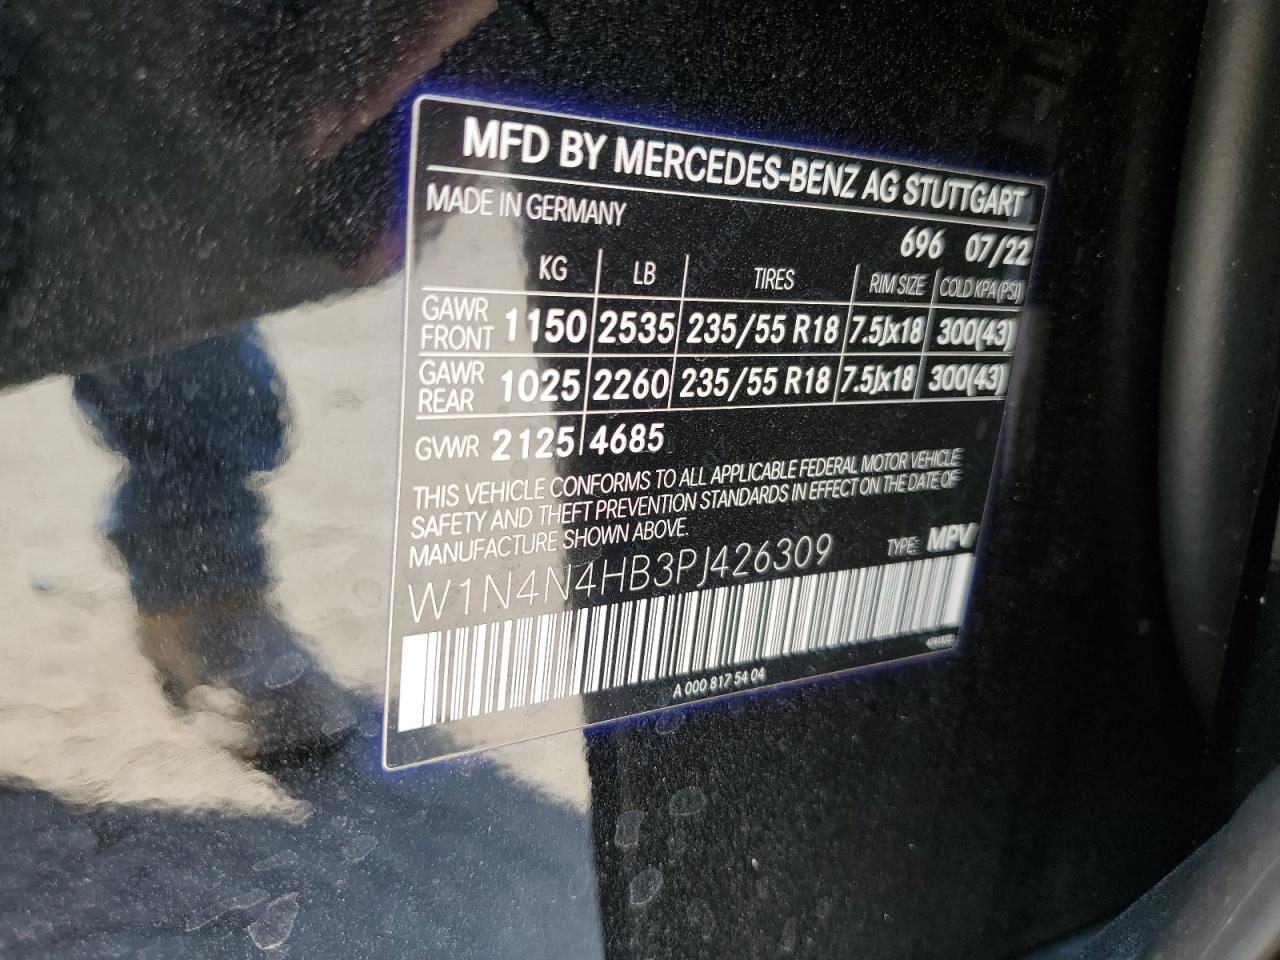 MFD BY MERCEDES-BENZ AG STUTTGART
MADE IN GERMANY
696 07/22
KG LB TIRES RIM SIZE COLD KPA(PSI)
GAWR FRONT 1150 2535 235/55 R18 7.5Jx18 300(43)
GAWR REAR 1025 2260 235/55 R18 7.5Jx18 300(43)
GVWR 2125 4685
THIS VEHICLE CONFORMS TO ALL APPLICABLE FEDERAL MOTOR VEHICLE
SAFETY AND THEFT PREVENTION STANDARDS IN EFFECT ON THE DATE OF
MANUFACTURE SHOWN ABOVE.
W1N4N4HB3PJ426309 TYPE: MPV
A 000 817 54 04